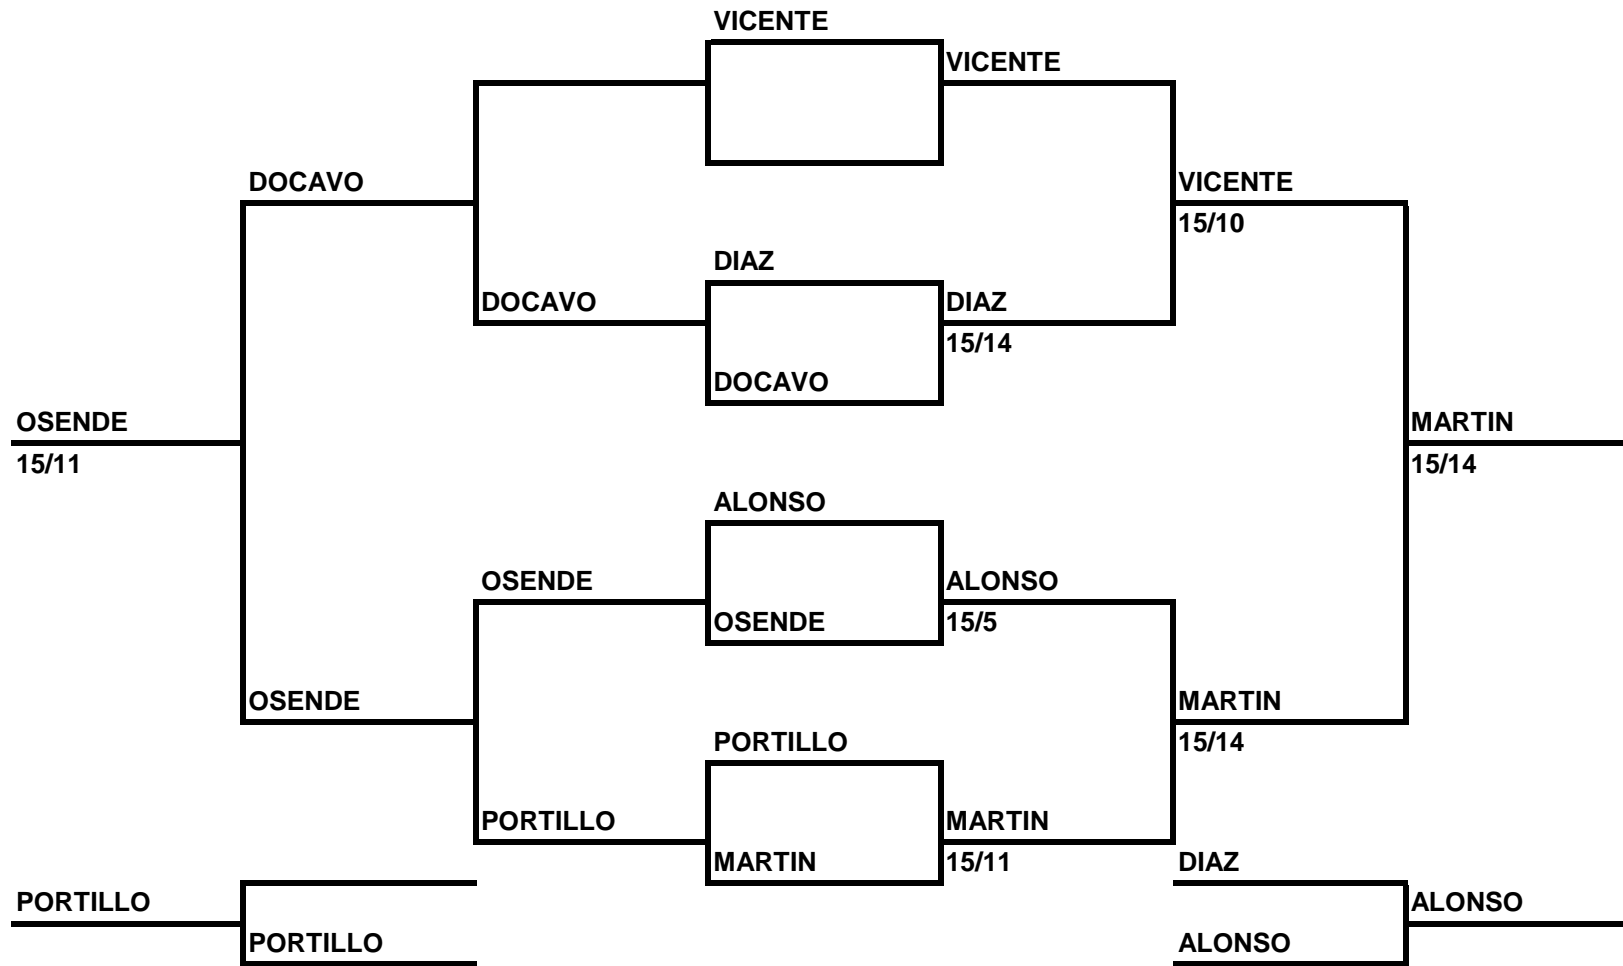 VICENTE
VICENTE
DOCAVO
VICENTE
15/10
DIAZ
DOCAVO
DIAZ
15/14
DOCAVO
OSENDE
MARTIN
15/11
15/14
ALONSO
OSENDE
ALONSO
OSENDE
15/5
OSENDE
MARTIN
PORTILLO
15/14
PORTILLO
MARTIN
MARTIN
15/11
DIAZ
PORTILLO
ALONSO
PORTILLO
ALONSO